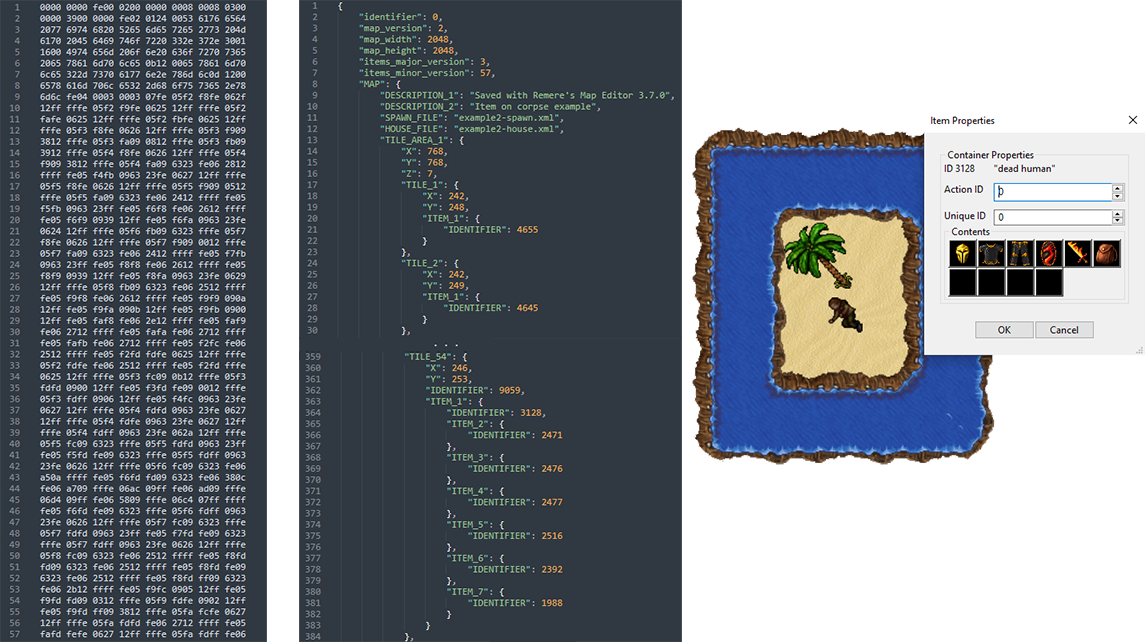 1 0000 0000 fe00 0200 0000 0008 0008 0300
2 0000 3900 0000 fe02 0124 0053 6176 6564
3 2077 6974 6820 5265 6d65 7265 2773 204d
4 6170 2045 6469 746f 7220 332e 372e 3001
5 1600 4974 656d 206f 6e20 636f 7270 7365
6 2065 7861 6d70 6c65 0b12 0065 7861 6d70
7 6c65 322d 7370 6177 6e2e 786d 6c0d 1200
8 6578 616d 706c 6532 2d68 6f75 7365 2e78
9 6d6c fe04 0003 0003 07fe 05f2 f8fe 062f
10 12ff fffe 05f2 f9fe 0625 12ff fffe 05f2
11 fafe 0625 12ff fffe 05f2 fbfe 0625 12ff
12 fffe 05f3 f8fe 0626 12ff fffe 05f3 f909
13 3812 fffe 05f3 fa09 0812 fffe 05f3 fb09
14 3912 fffe 05f4 f8fe 0626 12ff fffe 05f4
15 f909 3812 fffe 05f4 fa09 6323 fe06 2812
16 ffff fe05 f4fb 0963 23fe 0627 12ff fffe
17 05f5 f8fe 0626 12ff fffe 05f5 f909 0512
18 fffe 05f5 fa09 6323 fe06 2412 ffff fe05
19 f5fb 0963 23ff fe05 f6f8 fe06 2612 ffff
20 fe05 f6f9 0939 12ff fe05 f6fa 0963 23fe
21 0624 12ff fffe 05f6 fb09 6323 fffe 05f7
22 f8fe 0626 12ff fffe 05f7 f909 0012 fffe
23 05f7 fa09 6323 fe06 2412 ffff fe05 f7fb
24 0963 23ff fe05 f8f8 fe06 2612 ffff fe05
25 f8f9 0939 12ff fe05 f8fa 0963 23fe 0629
26 12ff fffe 05f8 fb09 6323 fe06 2512 ffff
27 fe05 f9f8 fe06 2612 ffff fe05 f9f9 090a
28 12ff fe05 f9fa 090b 12ff fe05 f9fb 0900
29 12ff fe05 faf8 fe06 2e12 ffff fe05 faf9
30 fe06 2712 ffff fe05 fafa fe06 2712 ffff
31 fe05 fafb fe06 2712 ffff fe05 f2fc fe06
32 2512 ffff fe05 f2fd fdfe 0625 12ff fffe
33 05f2 fdfe fe06 2512 ffff fe05 f2fd fffe
34 0625 12ff fffe 05f3 fc09 0b12 fffe 05f3
35 fdfd 0900 12ff fe05 f3fd fe09 0012 fffe
36 05f3 fdff 0906 12ff fe05 f4fc 0963 23fe
37 0627 12ff fffe 05f4 fdfd 0963 23fe 0627
38 12ff fffe 05f4 fdfe 0963 23fe 0627 12ff
39 fffe 05f4 fdff 0963 23fe 062a 12ff fffe
40 05f5 fc09 6323 fffe 05f5 fdfd 0963 23ff
41 fe05 f5fd fe09 6323 fffe 05f5 fdff 0963
42 23fe 0626 12ff fffe 05f6 fc09 6323 fe06
43 a50a ffff fe05 f6fd fd09 6323 fe06 380c
44 fe06 a709 fffe 06ac 09ff fe06 ad09 fffe
45 06d4 09ff fe06 5809 fffe 06c4 07ff ffff
46 fe05 f6fd fe09 6323 fffe 05f6 fdff 0963
47 23fe 0626 12ff fffe 05f7 fc09 6323 fffe
48 05f7 fdfd 0963 23ff fe05 f7fd fe09 6323
49 fffe 05f7 fdff 0963 23fe 0626 12ff fffe
50 05f8 fc09 6323 fe06 2512 ffff fe05 f8fd
51 fd09 6323 fe06 2512 ffff fe05 f8fd fe09
52 6323 fe06 2512 ffff fe05 f8fd ff09 6323
53 fe06 2b12 ffff fe05 f9fc 0905 12ff fe05
54 f9fd fd09 0312 fffe 05f9 fdfe 0902 12ff
55 fe05 f9fd ff09 3812 fffe 05fa fcfe 0627
56 12ff fffe 05fa fdfd fe06 2712 ffff fe05
57 fafd fefe 0627 12ff fffe 05fa fdff fe06
1 {
2 "identifier": 0,
3 "map_version": 2,
4 "map_width": 2048,
5 "map_height": 2048,
6 "items_major_version": 3,
7 "items_minor_version": 57,
8 "MAP": {
9 "DESCRIPTION_1": "Saved with Remere's Map Editor 3.7.0",
10 "DESCRIPTION_2": "Item on corpse example",
11 "SPAWN_FILE": "example2-spawn.xml",
12 "HOUSE_FILE": "example2-house.xml",
13 "TILE_AREA_1": {
14 "X": 768,
15 "Y": 768,
16 "Z": 7,
17 "TILE_1": {
18 "X": 242,
19 "Y": 248,
20 "ITEM_1": {
21 "IDENTIFIER": 4655
22 }
23 },
24 "TILE_2": {
25 "X": 242,
26 "Y": 249,
27 "ITEM_1": {
28 "IDENTIFIER": 4645
29 }
30 },
. . .
359 "TILE_54": {
360 "X": 246,
361 "Y": 253,
362 "IDENTIFIER": 9059,
363 "ITEM_1": {
364 "IDENTIFIER": 3128,
365 "ITEM_2": {
366 "IDENTIFIER": 2471
367 },
368 "ITEM_3": {
369 "IDENTIFIER": 2476
370 },
371 "ITEM_4": {
372 "IDENTIFIER": 2477
373 },
374 "ITEM_5": {
375 "IDENTIFIER": 2516
376 },
377 "ITEM_6": {
378 "IDENTIFIER": 2392
379 },
380 "ITEM_7": {
381 "IDENTIFIER": 1988
382 }
383 }
384 },
Item Properties
Container Properties
ID 3128 "dead human"
Action ID 0
Unique ID 0
Contents
OK Cancel